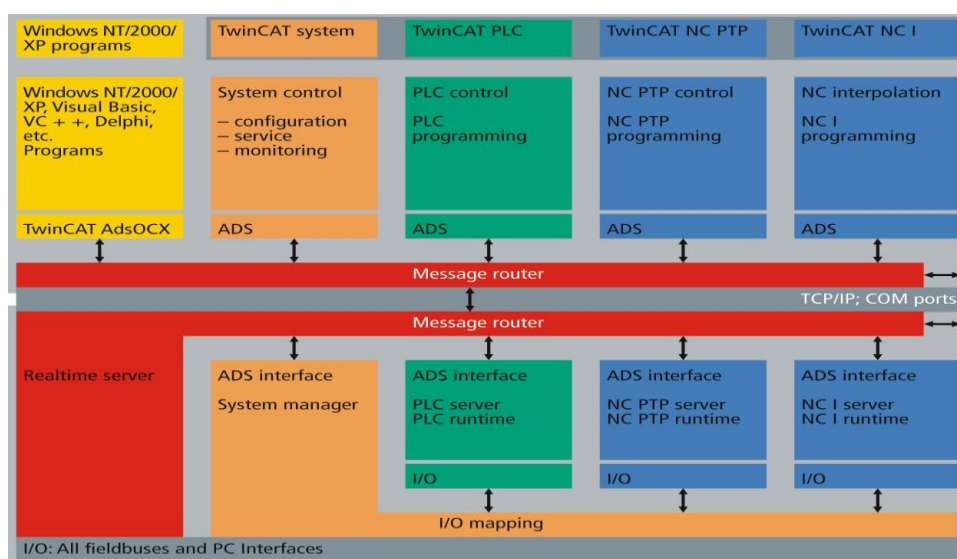 Windows NT/2000/
XP programs
TwinCAT system
TwinCAT PLC
TwinCAT NC PTP
TwinCAT NC I
Windows NT/2000/
XP, Visual Basic,
VC + +, Delphi,
etc.
Programs
System control
– configuration
– service
– monitoring
PLC control
PLC
programming
NC PTP control
NC PTP
programming
NC interpolation
NC I
programming
TwinCAT AdsOCX
ADS
ADS
ADS
ADS
Message router
TCP/IP; COM ports
Message router
Realtime server
ADS interface
System manager
ADS interface
PLC server
PLC runtime
ADS interface
NC PTP server
NC PTP runtime
ADS interface
NC I server
NC I runtime
I/O
I/O
I/O
I/O mapping
I/O: All fieldbuses and PC Interfaces